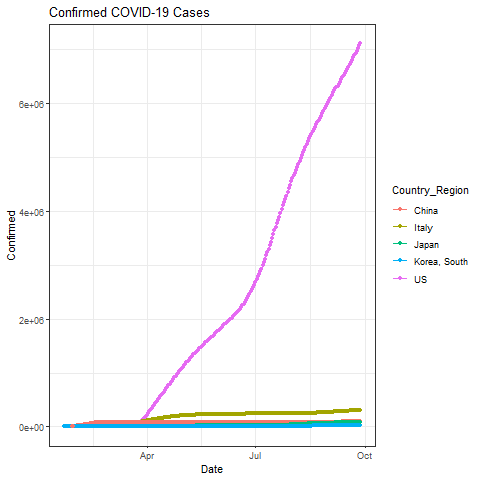 Confirmed COVID-19 Cases
6e+06
4e+06
2e+06
0e+00
Confirmed
Apr
Jul
Oct
Date
Country_Region
China
Italy
Japan
Korea, South
US